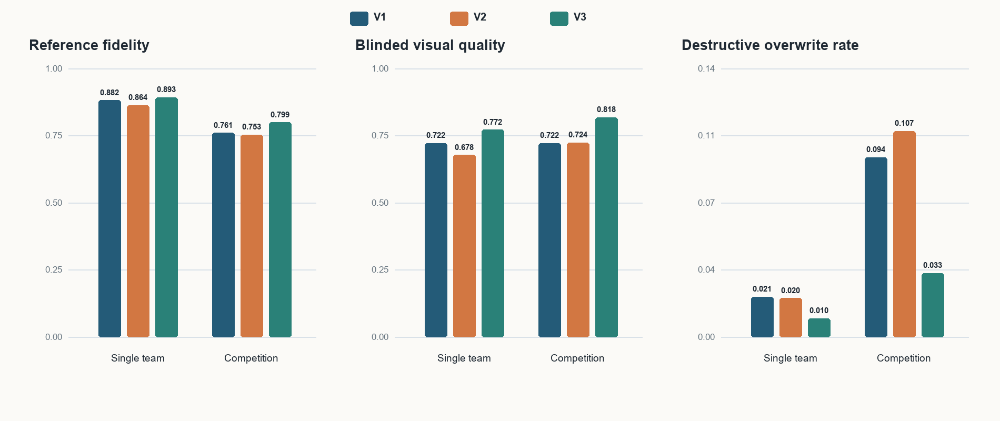 V1 V2 V3
Reference fidelity
1.00
0.75
0.50
0.25
0.00
0.882 0.864 0.893
0.761 0.753 0.799
Single team Competition
Blinded visual quality
1.00
0.75
0.50
0.25
0.00
0.722 0.678 0.772
0.722 0.724 0.818
Single team Competition
Destructive overwrite rate
0.14
0.11
0.07
0.04
0.00
0.021 0.020 0.010
0.094 0.107 0.033
Single team Competition